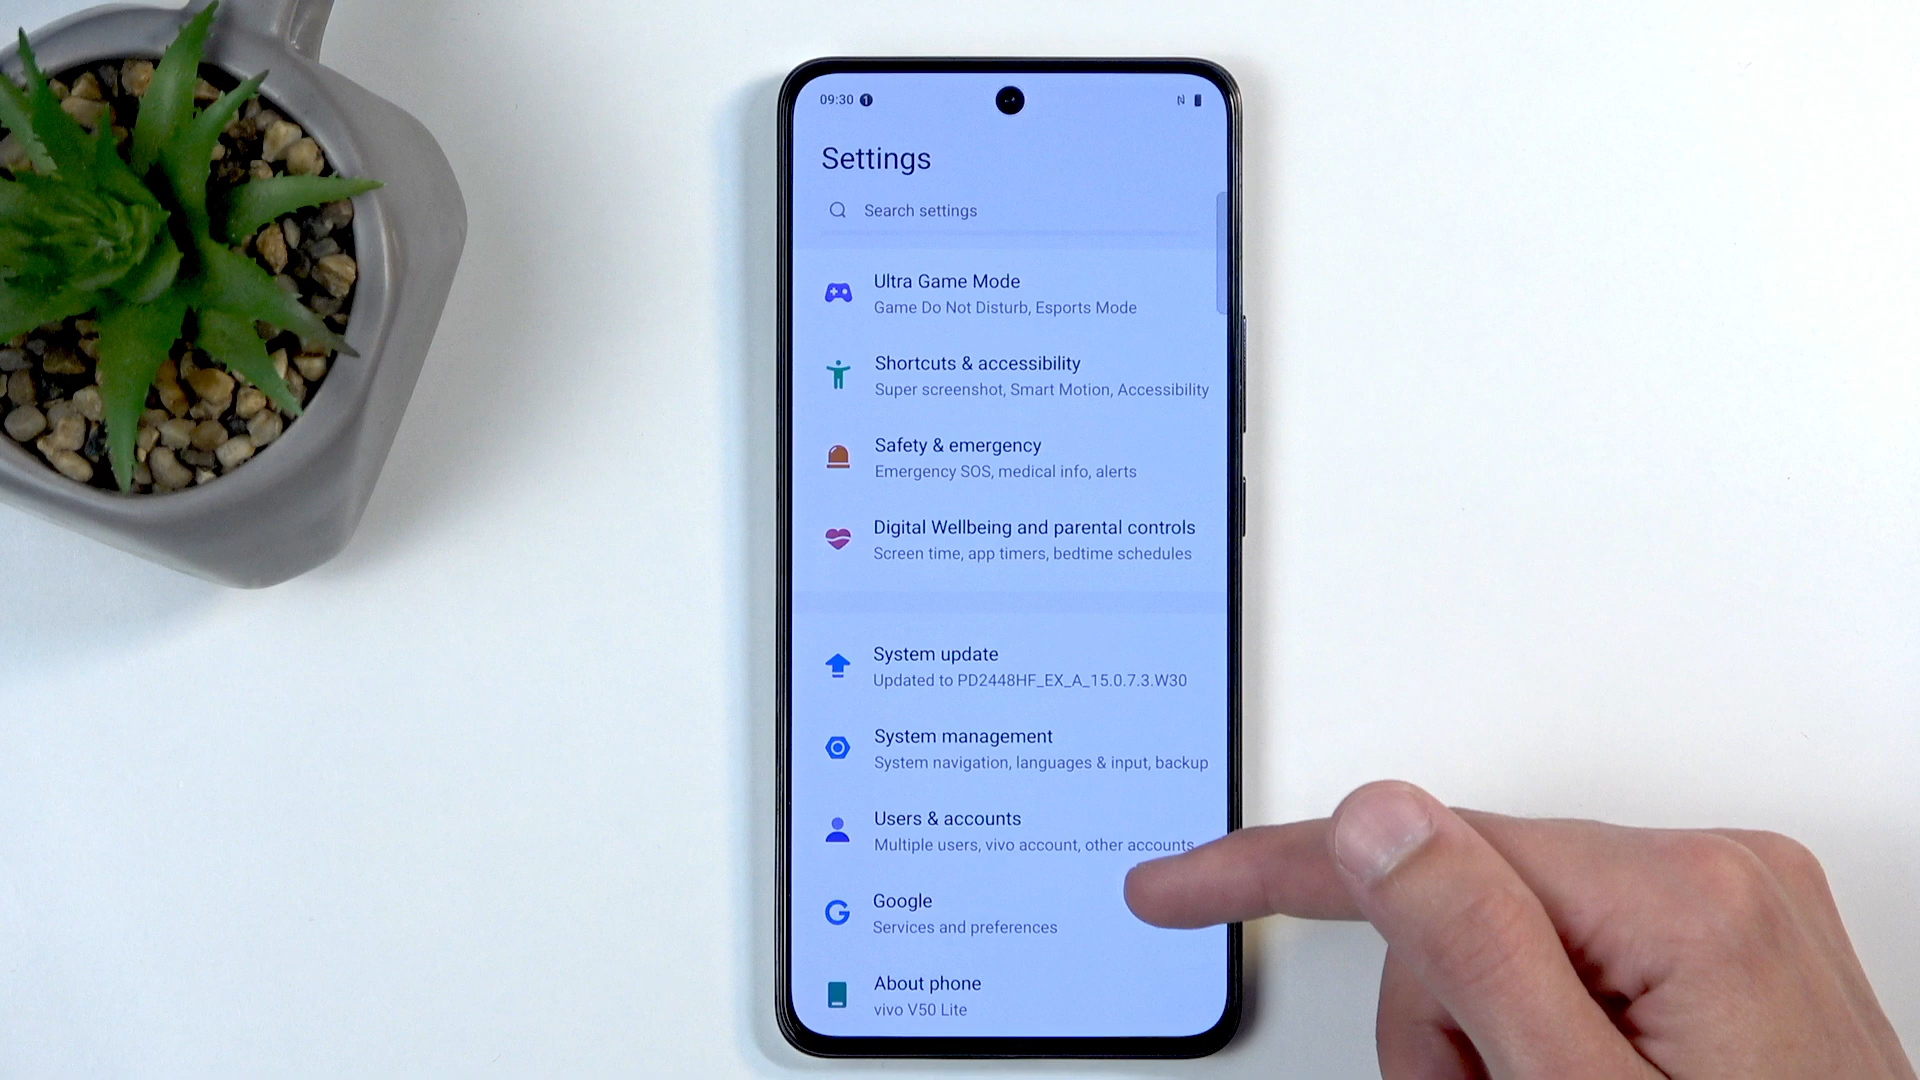 09:30
Settings
Search settings
Ultra Game Mode
Game Do Not Disturb, Esports Mode
Shortcuts & accessibility
Super screenshot, Smart Motion, Accessibility
Safety & emergency
Emergency SOS, medical info, alerts
Digital Wellbeing and parental controls
Screen time, app timers, bedtime schedules
System update
Updated to PD2448HF_EX_A_15.0.7.3.W30
System management
System navigation, languages & input, backup
Users & accounts
Multiple users, vivo account, other accounts
Google
Services and preferences
About phone
vivo V50 Lite